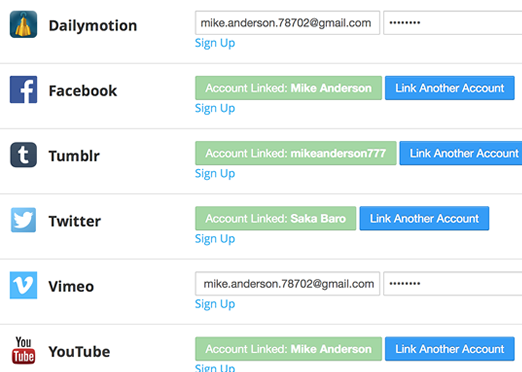 Dailymotion mike.anderson.78702@gmail.com ••••••••
Sign Up
f Facebook Account Linked: Mike Anderson Link Another Account
Sign Up
t Tumblr Account Linked: mikeanderson777 Link Another Account
Sign Up
Twitter Account Linked: Saka Baro Link Another Account
Sign Up
V Vimeo mike.anderson.78702@gmail.com ••••••••
Sign Up
You Tube YouTube Account Linked: Mike Anderson Link Another Account
Sign Up